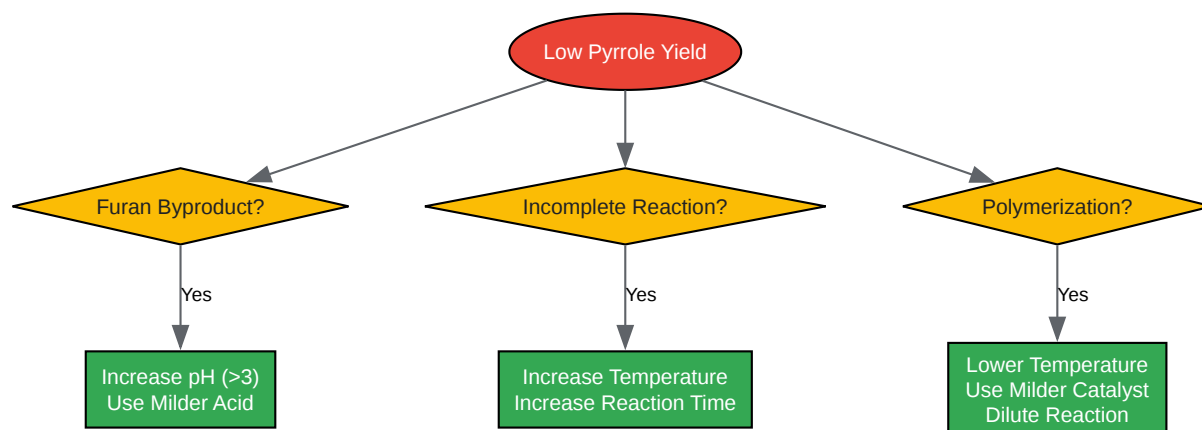 Low Pyrrole Yield
Furan Byproduct?
Incomplete Reaction?
Polymerization?
Yes
Yes
Yes
Increase pH (>3)
Use Milder Acid
Increase Temperature
Increase Reaction Time
Lower Temperature
Use Milder Catalyst
Dilute Reaction